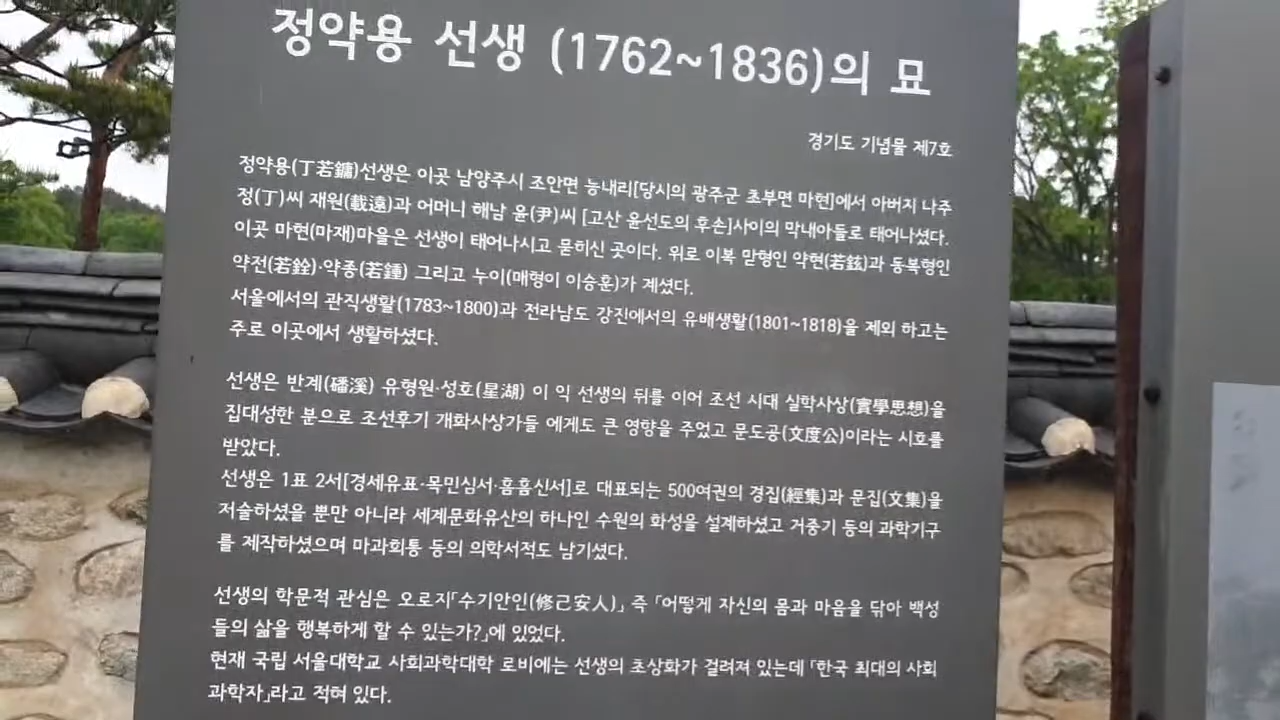 정약용 선생 (1762~1836)의 묘
경기도 기념물 제7호
정약용(丁若鏞)선생은 이곳 남양주시 조안면 능내리[당시의 광주군 초부면 마현]에서 아버지 나주
정(丁)씨 재원(載遠)과 어머니 해남 윤(尹)씨 [고산 윤선도의 후손]사이의 막내아들로 태어나셨다.
이곳 마현(마재)마을은 선생이 태어나시고 묻히신 곳이다. 위로 이복 맏형인 약현(若鉉)과 동복형인
약전(若銓)·약종(若鍾) 그리고 누이(매형이 이승훈)가 계셨다.
서울에서의 관직생활(1783~1800)과 전라남도 강진에서의 유배생활(1801~1818)을 제외 하고는
주로 이곳에서 생활하셨다.
선생은 반계(磻溪) 유형원·성호(星湖) 이 익 선생의 뒤를 이어 조선 시대 실학사상(實學思想)을
집대성한 분으로 조선후기 개화사상가들 에게도 큰 영향을 주었고 문도공(文度公)이라는 시호를
받았다.
선생은 1표 2서[경세유표·목민심서·흠흠신서]로 대표되는 500여권의 경집(經集)과 문집(文集)을
저술하셨을 뿐만 아니라 세계문화유산의 하나인 수원의 화성을 설계하셨고 거중기 등의 과학기구
를 제작하셨으며 마과회통 등의 의학서적도 남기셨다.
선생의 학문적 관심은 오로지「수기안인(修己安人)」 즉 「어떻게 자신의 몸과 마음을 닦아 백성
들의 삶을 행복하게 할 수 있는가?」에 있었다.
현재 국립 서울대학교 사회과학대학 로비에는 선생의 초상화가 걸려져 있는데 「한국 최대의 사회
과학자」라고 적혀 있다.